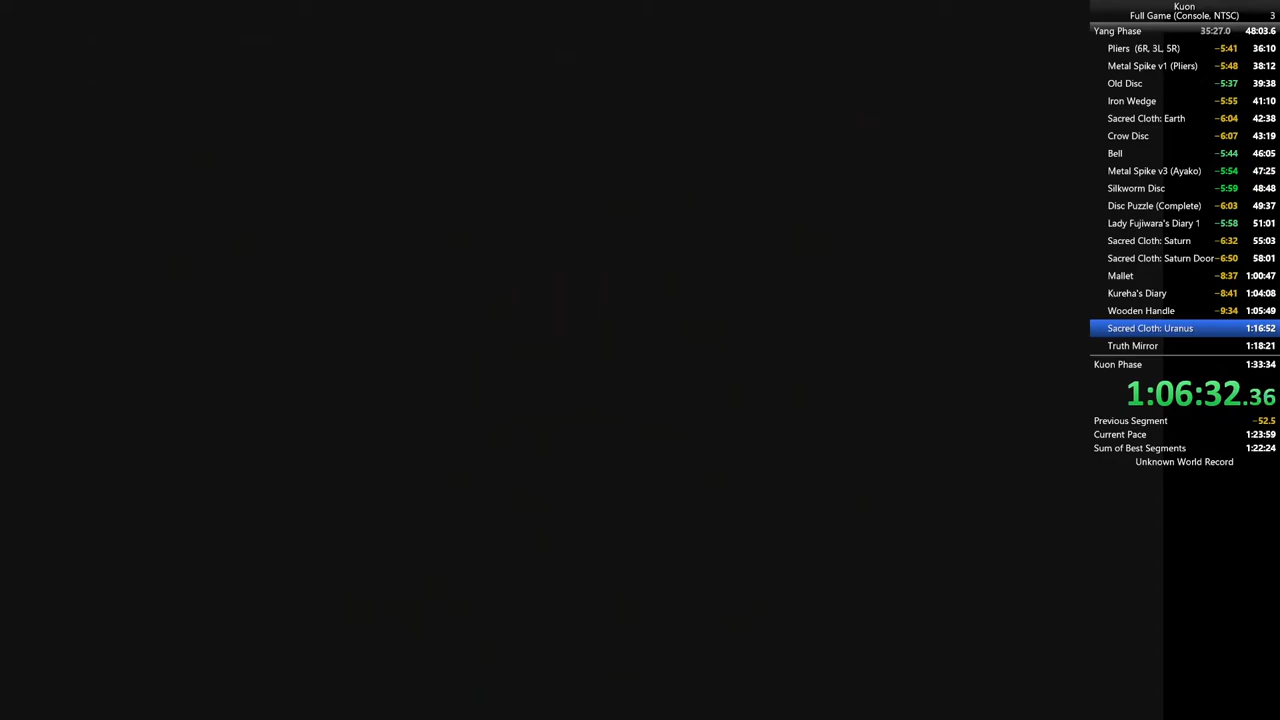 Kuon
Full Game (Console, NTSC) 3
Yang Phase 35:27.0 48:03.6
Pliers (6R, 3L, 5R) −5:41 36:10
Metal Spike v1 (Pliers) −5:48 38:12
Old Disc −5:37 39:38
Iron Wedge −5:55 41:10
Sacred Cloth: Earth −6:04 42:38
Crow Disc −6:07 43:19
Bell −5:44 46:05
Metal Spike v3 (Ayako) −5:54 47:25
Silkworm Disc −5:59 48:48
Disc Puzzle (Complete) −6:03 49:37
Lady Fujiwara's Diary 1 −5:58 51:01
Sacred Cloth: Saturn −6:32 55:03
Sacred Cloth: Saturn Door −6:50 58:01
Mallet −8:37 1:00:47
Kureha's Diary −8:41 1:04:08
Wooden Handle −9:34 1:05:49
Sacred Cloth: Uranus 1:16:52
Truth Mirror 1:18:21
Kuon Phase 1:33:34
1:06:32.36
Previous Segment −52.5
Current Pace 1:23:59
Sum of Best Segments 1:22:24
Unknown World Record